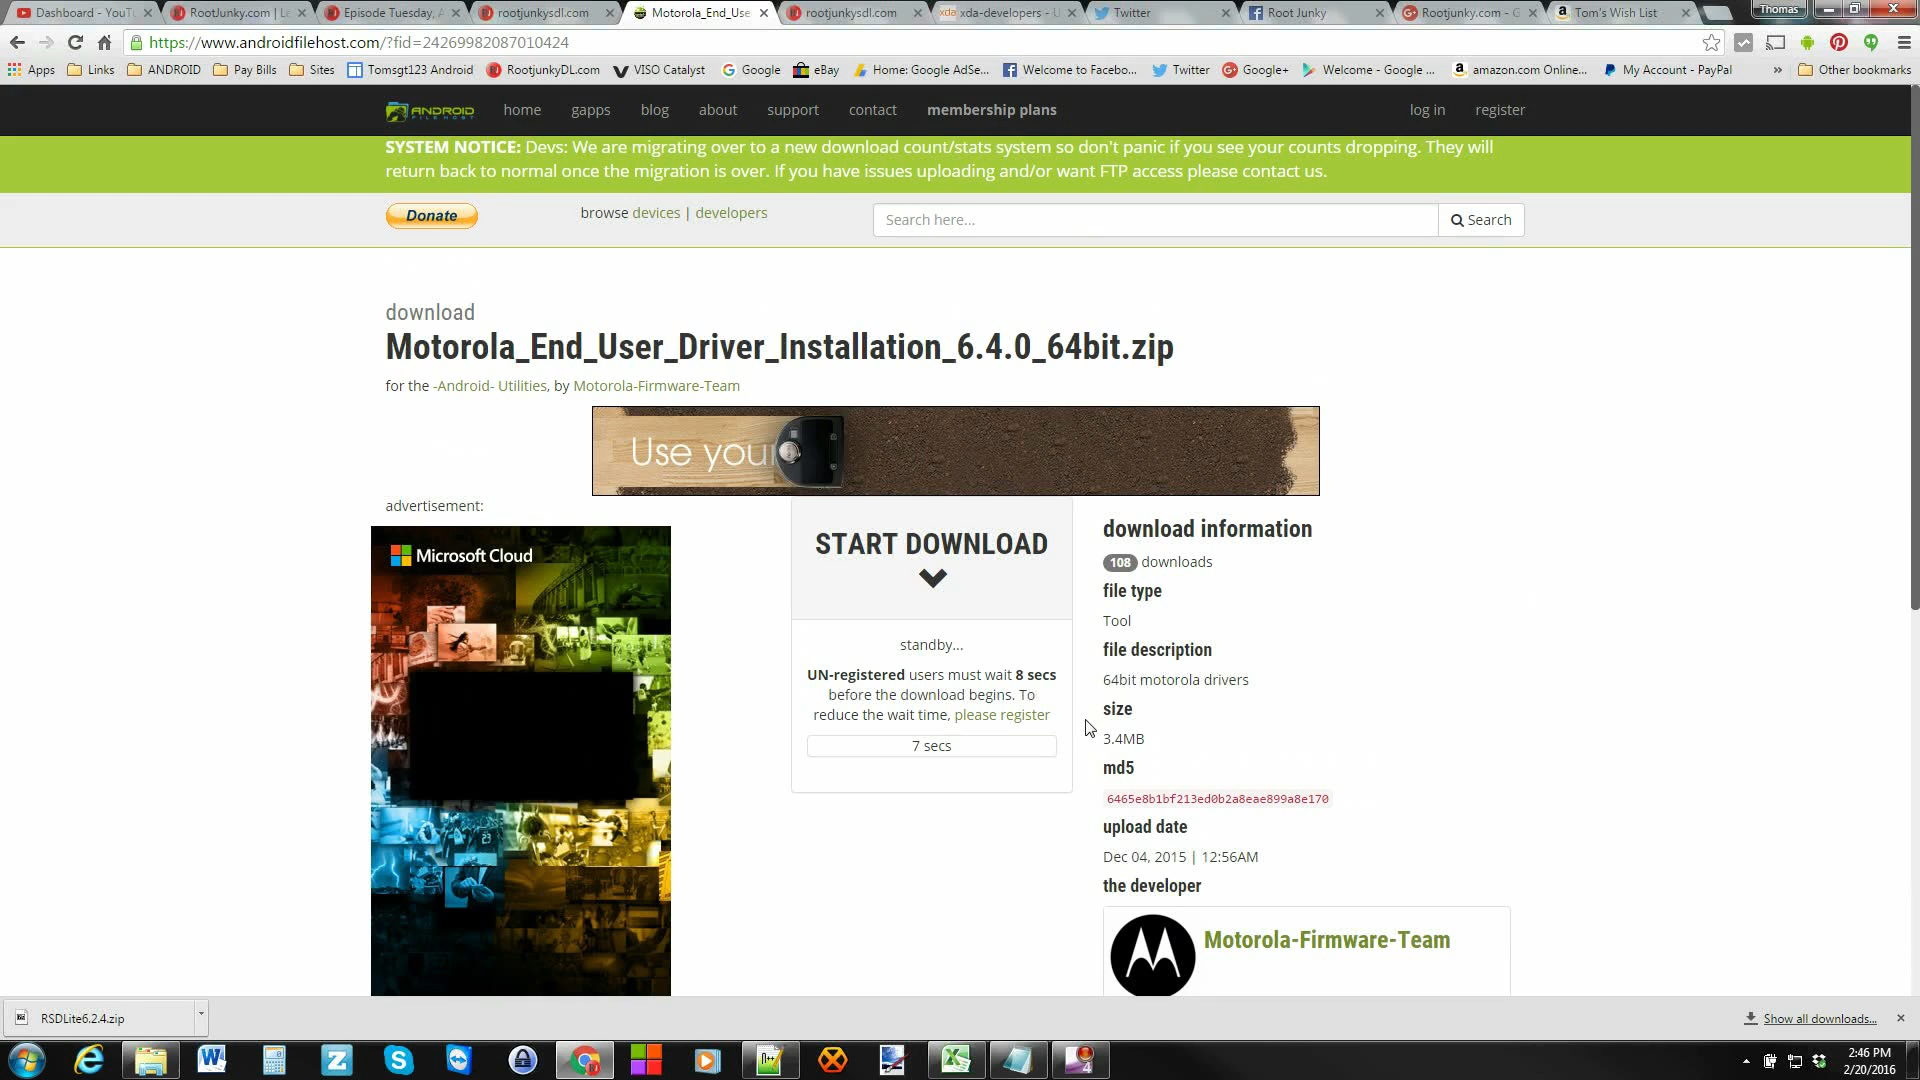 Dashboard - YouTu
RootJunky.com | Le
Episode Tuesday, A
rootjunkysdl.com
Motorola_End_Use
rootjunkysdl.com
xda-developers - U
Twitter
Root Junky
Rootjunky.com - G
Tom's Wish List
Thomas
https://www.androidfilehost.com/?fid=24269982087010424
Apps
Links
ANDROID
Pay Bills
Sites
Tomsgt123 Android
RootjunkyDL.com
VISO Catalyst
Google
eBay
Home: Google AdSe...
Welcome to Facebo...
Twitter
Google+
Welcome - Google ...
amazon.com Online...
My Account - PayPal
»
Other bookmarks
ANDROID
FILE HOST
home
gapps
blog
about
support
contact
membership plans
log in
register
SYSTEM NOTICE: Devs: We are migrating over to a new download count/stats system so don't panic if you see your counts dropping. They will
return back to normal once the migration is over. If you have issues uploading and/or want FTP access please contact us.
Donate
browse devices | developers
Search here...
Search
download
Motorola_End_User_Driver_Installation_6.4.0_64bit.zip
for the -Android- Utilities, by Motorola-Firmware-Team
Use your
advertisement:
Microsoft Cloud
START DOWNLOAD
standby...
UN-registered users must wait 8 secs
before the download begins. To
reduce the wait time, please register
7 secs
download information
108 downloads
file type
Tool
file description
64bit motorola drivers
size
3.4MB
md5
6465e8b1bf213ed0b2a8eae899a8e170
upload date
Dec 04, 2015 | 12:56AM
the developer
Motorola-Firmware-Team
RSDLite6.2.4.zip
Show all downloads...
2:46 PM
2/20/2016